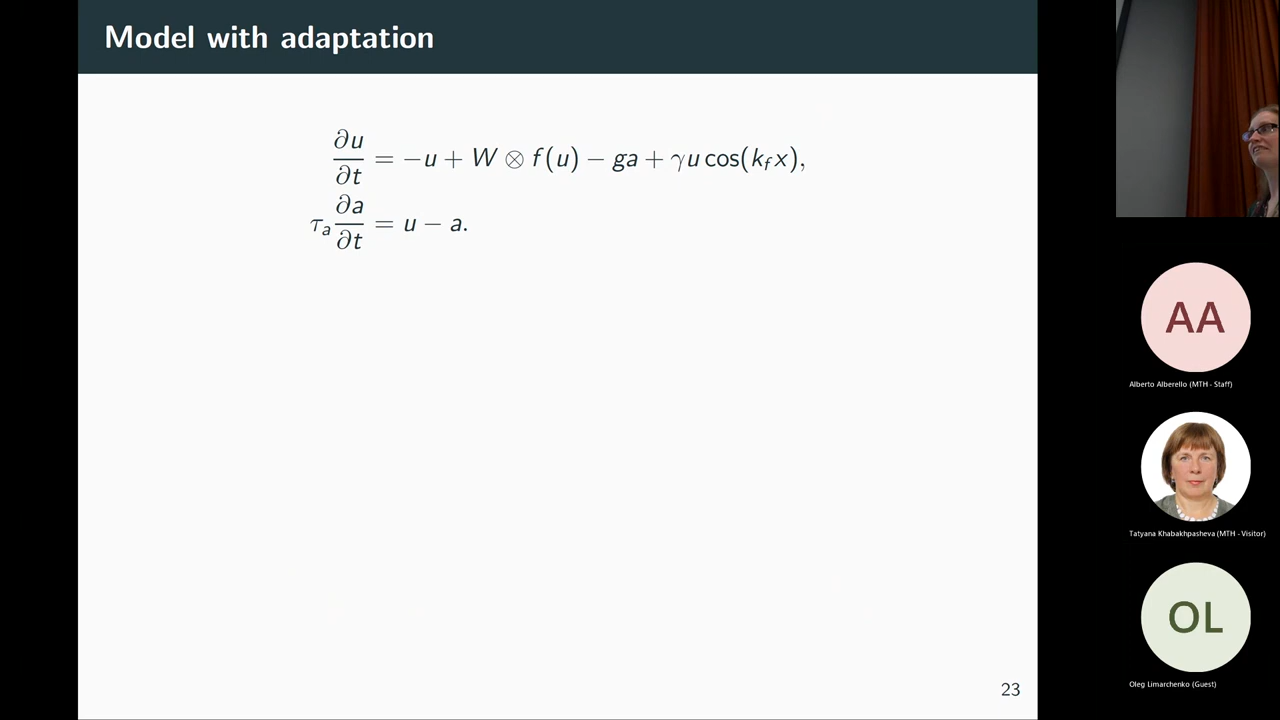 Model with adaptation
∂u/∂t = −u + W ⊗ f(u) − ga + γu cos(k_f x),
τ_a ∂a/∂t = u − a.
23
AA
Alberto Alberello (MTH - Staff)
Tatyana Khabakhpasheva (MTH - Visitor)
OL
Oleg Limarchenko (Guest)